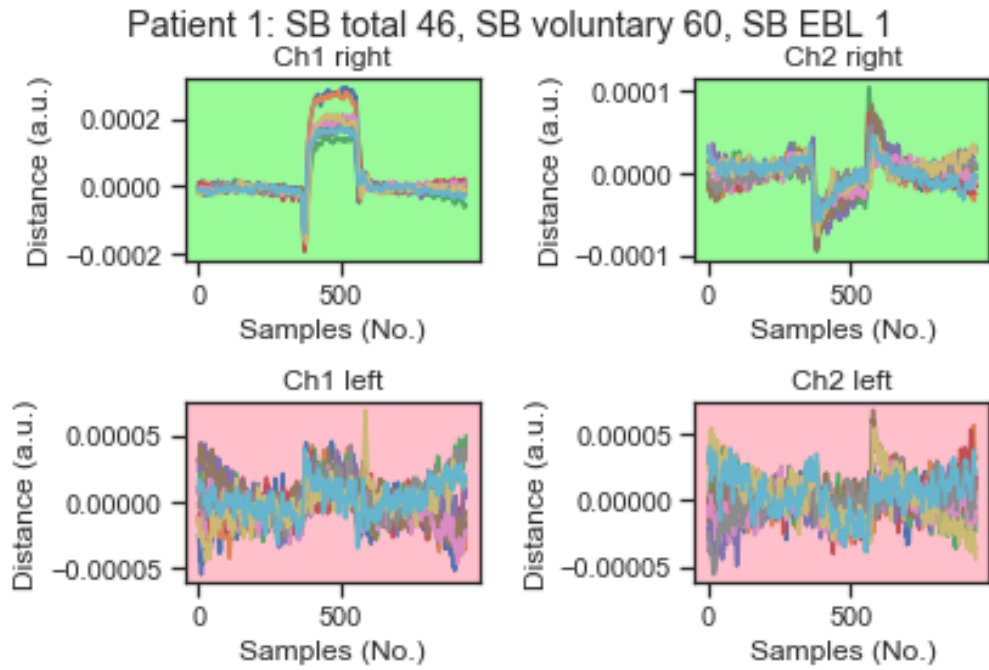 Patient 1: SB total 46, SB voluntary 60, SB EBL 1
Ch1 right
Ch2 right
Distance (a.u.)
0.0002
0.0000
−0.0002
0
500
Samples (No.)
Distance (a.u.)
0.0001
0.0000
−0.0001
0
500
Samples (No.)
Ch1 left
Ch2 left
Distance (a.u.)
0.00005
0.00000
−0.00005
0
500
Samples (No.)
Distance (a.u.)
0.00005
0.00000
−0.00005
0
500
Samples (No.)